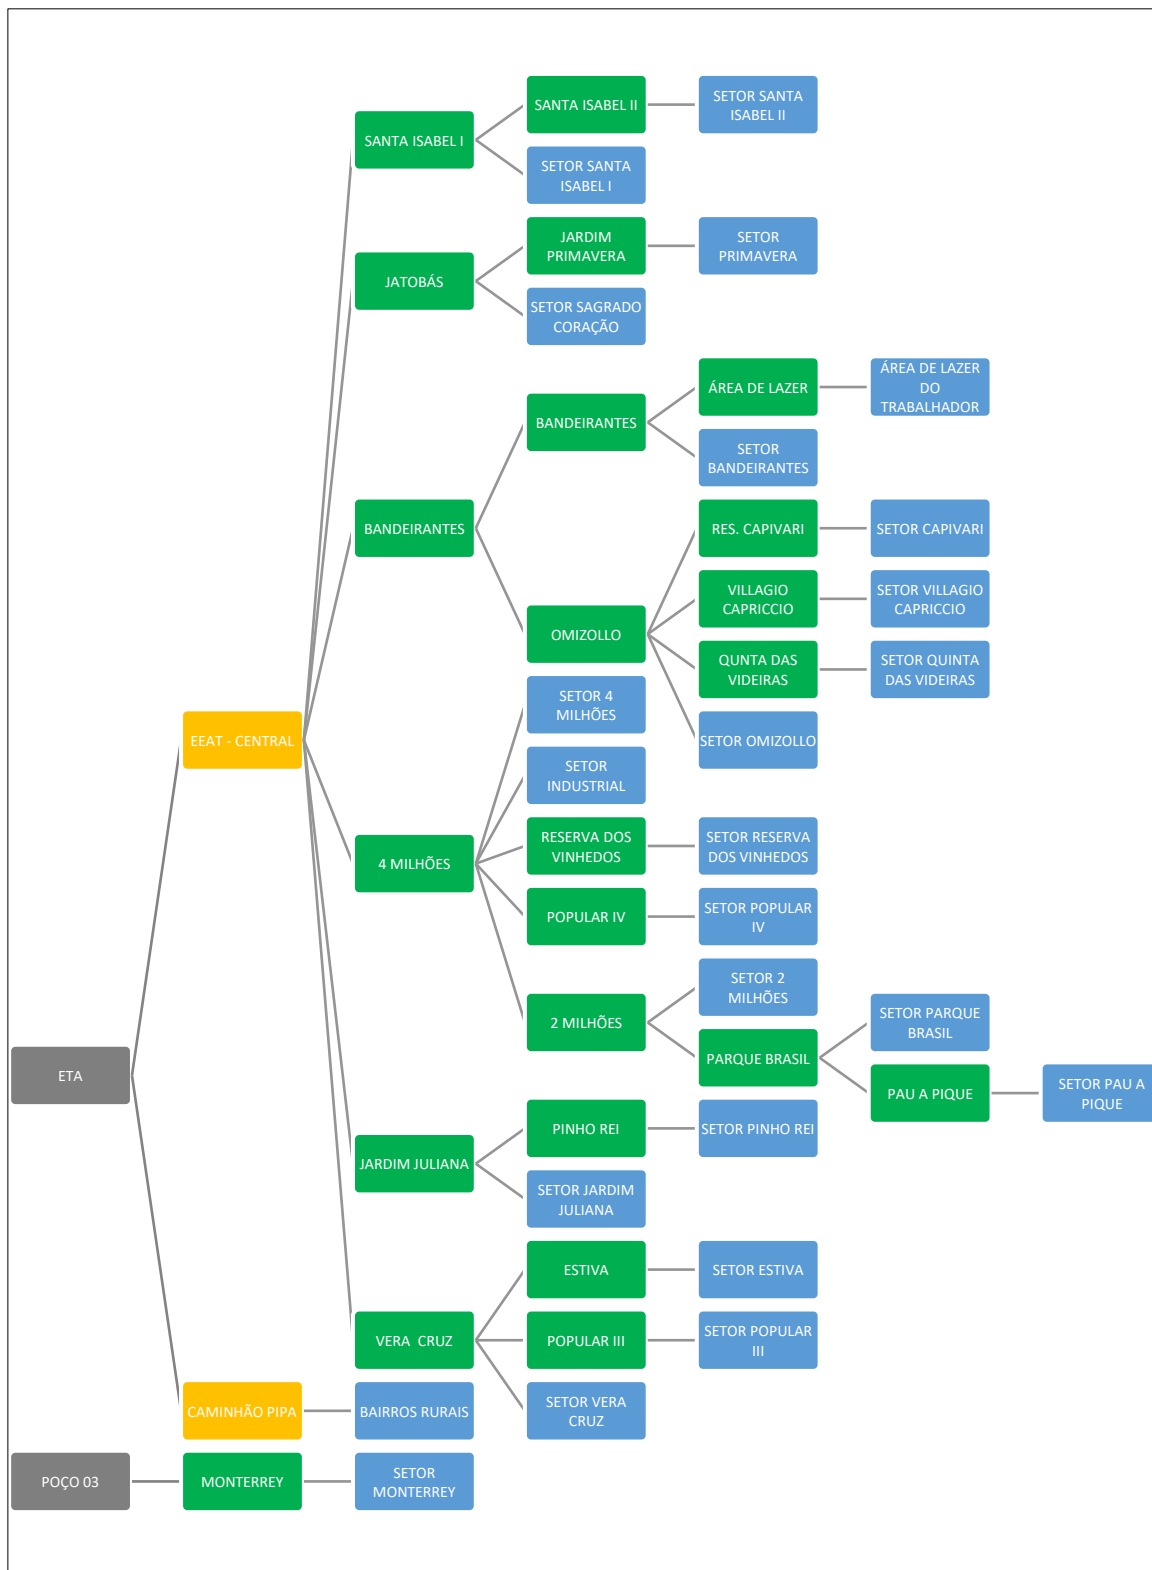 SANTA ISABEL II
SETOR SANTA
ISABEL II
SANTA ISABEL I
SETOR SANTA
ISABEL I
JARDIM
PRIMAVERA
SETOR
PRIMAVERA
JATOBÁS
SETOR SAGRADO
CORAÇÃO
ÁREA DE LAZER
ÁREA DE LAZER
DO
TRABALHADOR
BANDEIRANTES
SETOR
BANDEIRANTES
BANDEIRANTES
RES. CAPIVARI
SETOR CAPIVARI
VILLAGIO
CAPRICCIO
SETOR VILLAGIO
CAPRICCIO
OMIZOLLO
QUNTA DAS
VIDEIRAS
SETOR QUINTA
DAS VIDEIRAS
SETOR 4
MILHÕES
SETOR OMIZOLLO
EEAT - CENTRAL
SETOR
INDUSTRIAL
RESERVA DOS
VINHEDOS
SETOR RESERVA
DOS VINHEDOS
4 MILHÕES
POPULAR IV
SETOR POPULAR
IV
SETOR 2
MILHÕES
2 MILHÕES
SETOR PARQUE
BRASIL
PARQUE BRASIL
ETA
PAU A PIQUE
SETOR PAU A
PIQUE
PINHO REI
SETOR PINHO REI
JARDIM JULIANA
SETOR JARDIM
JULIANA
ESTIVA
SETOR ESTIVA
VERA  CRUZ
POPULAR III
SETOR POPULAR
III
CAMINHÃO PIPA
BAIRROS RURAIS
SETOR VERA
CRUZ
POÇO 03
MONTERREY
SETOR
MONTERREY